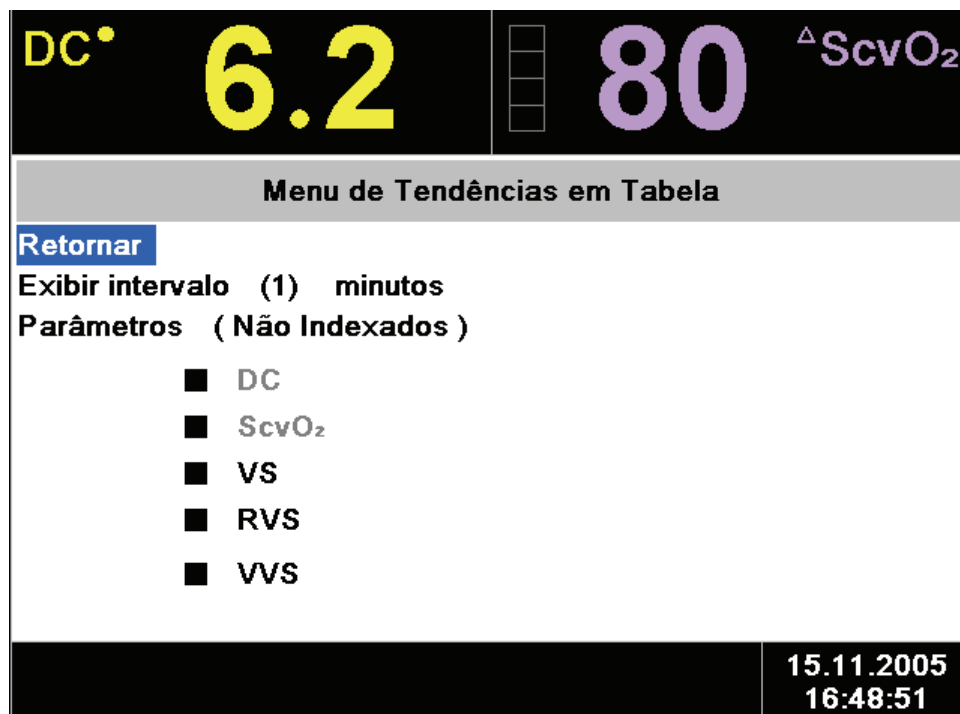 DC• 6.2 80 ΔScvO₂
Menu de Tendências em Tabela
Retornar
Exibir intervalo (1) minutos
Parâmetros ( Não Indexados )
DC
ScvO₂
VS
RVS
VVS
15.11.2005
16:48:51